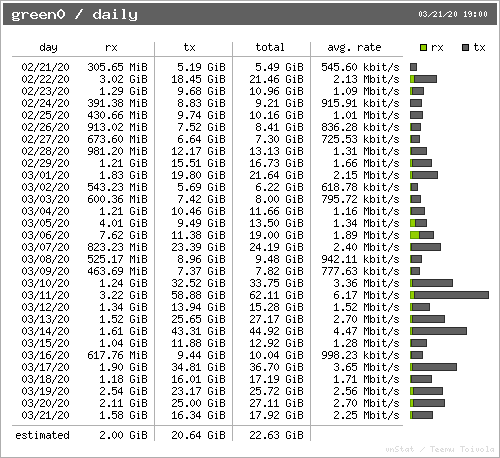 green0 / daily 03/21/20 19:00
day rx tx total avg. rate rx tx
02/21/20 305.65 MiB 5.19 GiB 5.49 GiB 545.60 kbit/s
02/22/20 3.02 GiB 18.45 GiB 21.46 GiB 2.13 Mbit/s
02/23/20 1.29 GiB 9.68 GiB 10.96 GiB 1.09 Mbit/s
02/24/20 391.38 MiB 8.83 GiB 9.21 GiB 915.91 kbit/s
02/25/20 430.66 MiB 9.74 GiB 10.16 GiB 1.01 Mbit/s
02/26/20 913.02 MiB 7.52 GiB 8.41 GiB 836.28 kbit/s
02/27/20 673.60 MiB 6.64 GiB 7.30 GiB 725.53 kbit/s
02/28/20 981.20 MiB 12.17 GiB 13.13 GiB 1.31 Mbit/s
02/29/20 1.21 GiB 15.51 GiB 16.73 GiB 1.66 Mbit/s
03/01/20 1.83 GiB 19.80 GiB 21.64 GiB 2.15 Mbit/s
03/02/20 543.23 MiB 5.69 GiB 6.22 GiB 618.78 kbit/s
03/03/20 600.36 MiB 7.42 GiB 8.00 GiB 795.72 kbit/s
03/04/20 1.21 GiB 10.46 GiB 11.66 GiB 1.16 Mbit/s
03/05/20 4.01 GiB 9.49 GiB 13.50 GiB 1.34 Mbit/s
03/06/20 7.62 GiB 11.38 GiB 19.00 GiB 1.89 Mbit/s
03/07/20 823.23 MiB 23.39 GiB 24.19 GiB 2.40 Mbit/s
03/08/20 525.17 MiB 8.96 GiB 9.48 GiB 942.11 kbit/s
03/09/20 463.69 MiB 7.37 GiB 7.82 GiB 777.63 kbit/s
03/10/20 1.24 GiB 32.52 GiB 33.75 GiB 3.36 Mbit/s
03/11/20 3.22 GiB 58.88 GiB 62.11 GiB 6.17 Mbit/s
03/12/20 1.34 GiB 13.94 GiB 15.28 GiB 1.52 Mbit/s
03/13/20 1.52 GiB 25.65 GiB 27.17 GiB 2.70 Mbit/s
03/14/20 1.61 GiB 43.31 GiB 44.92 GiB 4.47 Mbit/s
03/15/20 1.04 GiB 11.88 GiB 12.92 GiB 1.28 Mbit/s
03/16/20 617.76 MiB 9.44 GiB 10.04 GiB 998.23 kbit/s
03/17/20 1.90 GiB 34.81 GiB 36.70 GiB 3.65 Mbit/s
03/18/20 1.18 GiB 16.01 GiB 17.19 GiB 1.71 Mbit/s
03/19/20 2.54 GiB 23.17 GiB 25.72 GiB 2.56 Mbit/s
03/20/20 2.11 GiB 25.00 GiB 27.11 GiB 2.70 Mbit/s
03/21/20 1.58 GiB 16.34 GiB 17.92 GiB 2.25 Mbit/s
estimated 2.00 GiB 20.64 GiB 22.63 GiB
vnStat / Teemu Toivola